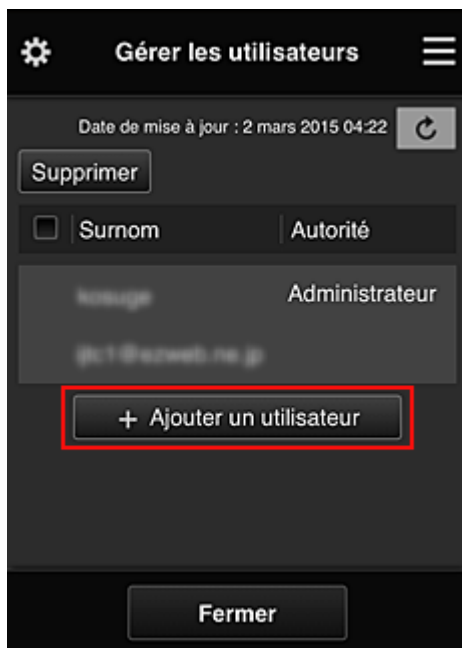 Gérer les utilisateurs
Date de mise à jour : 2 mars 2015 04:22
Supprimer
Surnom Autorité
Administrateur
+ Ajouter un utilisateur
Fermer